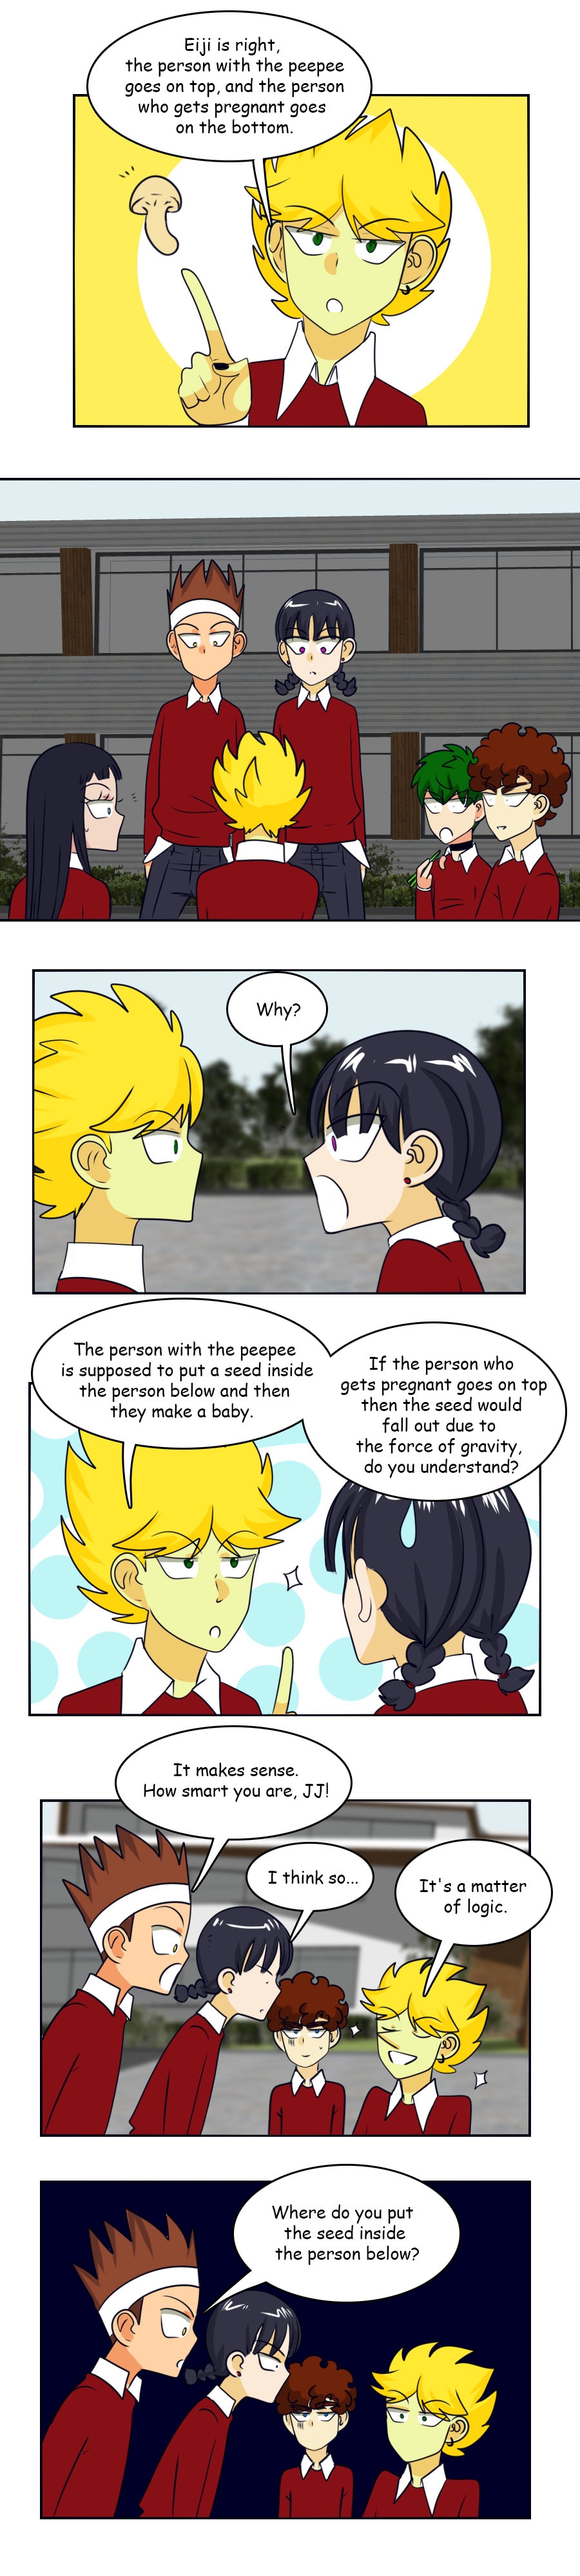 Eiji is right,
the person with the peepee
goes on top, and the person
who gets pregnant goes
on the bottom.
Why?
The person with the peepee
is supposed to put a seed inside
the person below and then
they make a baby.
If the person who
gets pregnant goes on top
then the seed would
fall out due to
the force of gravity,
do you understand?
It makes sense.
How smart you are, JJ!
I think so...
It's a matter
of logic.
Where do you put
the seed inside
the person below?